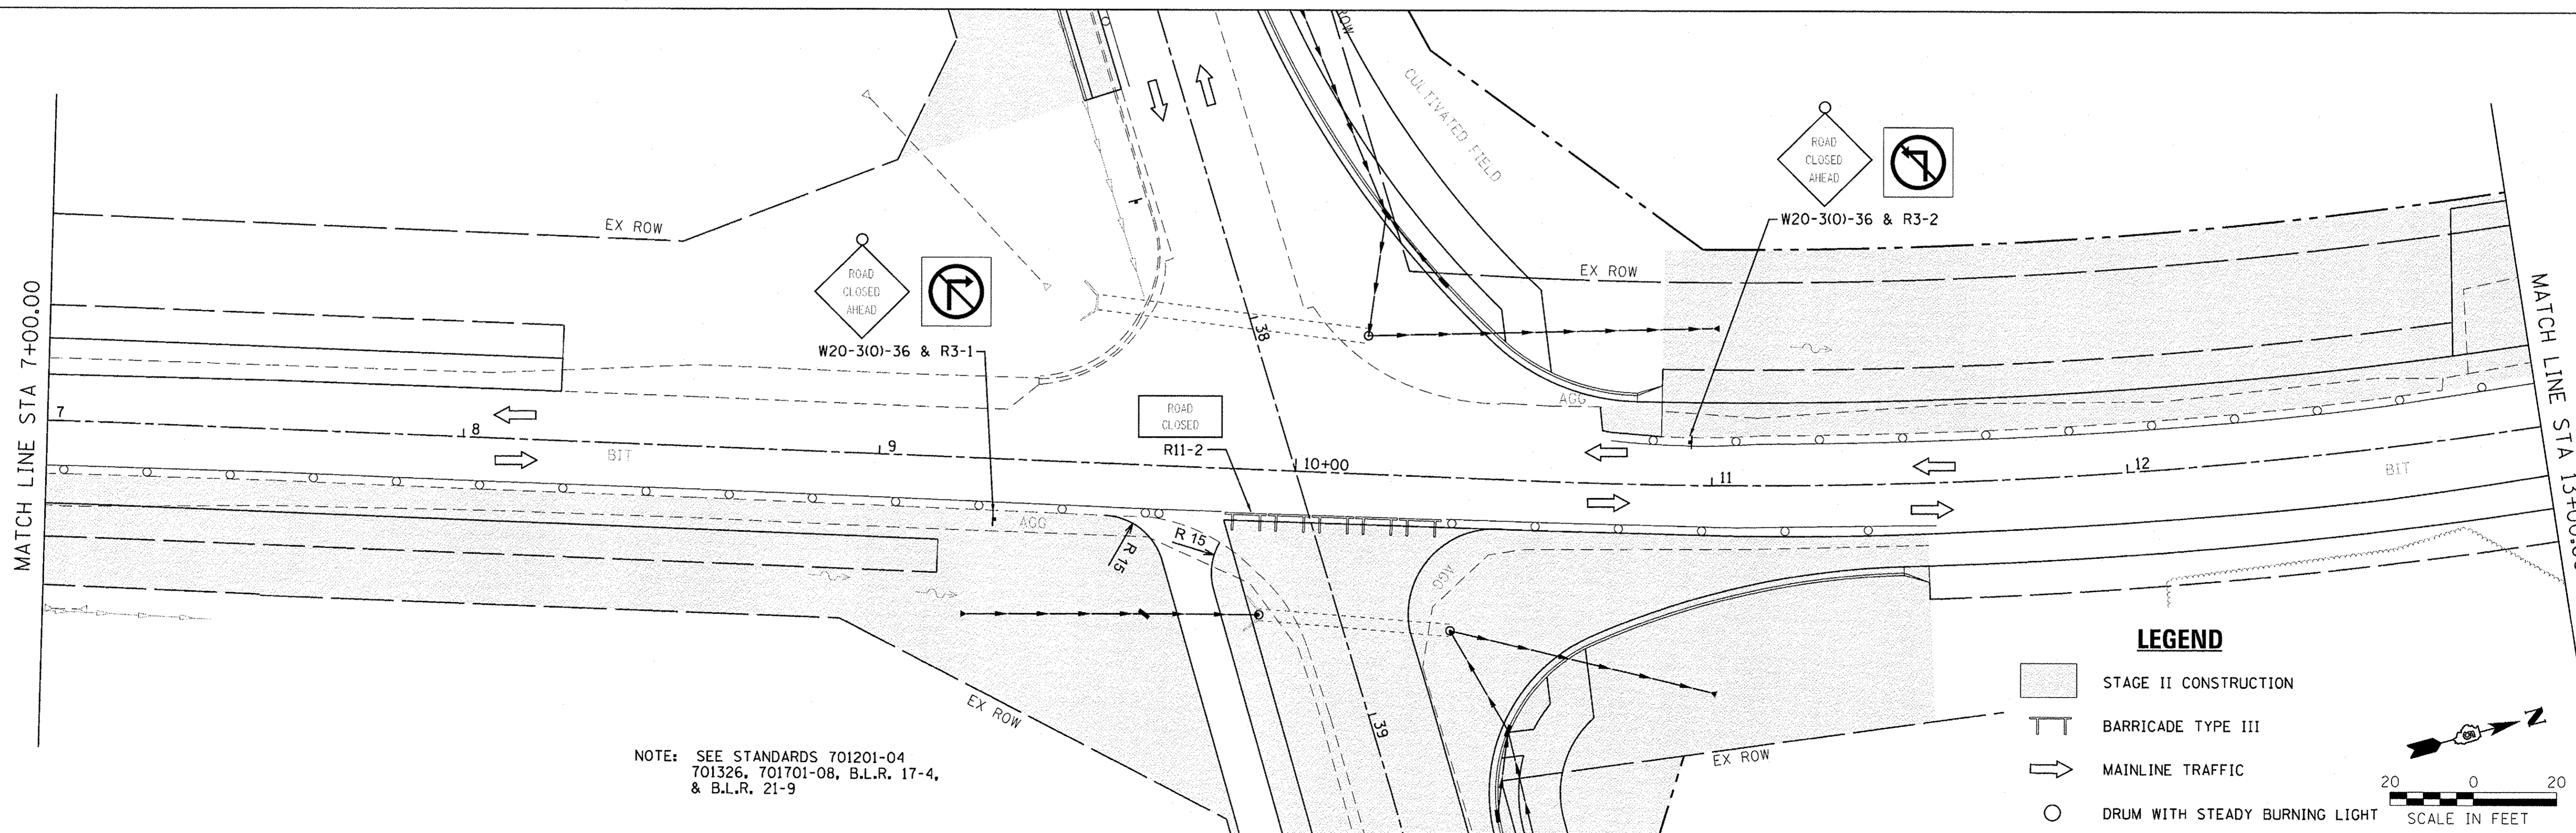 ROW
CULTIVATED FIELD
ROAD
CLOSED
AHEAD
W20-3(O)-36 & R3-2
EX ROW
ROAD
CLOSED
AHEAD
W20-3(O)-36 & R3-1
EX ROW
38
MATCH LINE STA 7+00.00
MATCH LINE STA 13+00.0
7
8
9
10+00
11
12
BIT
BIT
AGG
ROAD
CLOSED
R11-2
AGG
R 15
R 15
AGG
39
EX ROW
EX ROW
NOTE: SEE STANDARDS 701201-04
701326, 701701-08, B.L.R. 17-4,
& B.L.R. 21-9
LEGEND
STAGE II CONSTRUCTION
BARRICADE TYPE III
MAINLINE TRAFFIC
DRUM WITH STEADY BURNING LIGHT
N
20 0 20
SCALE IN FEET